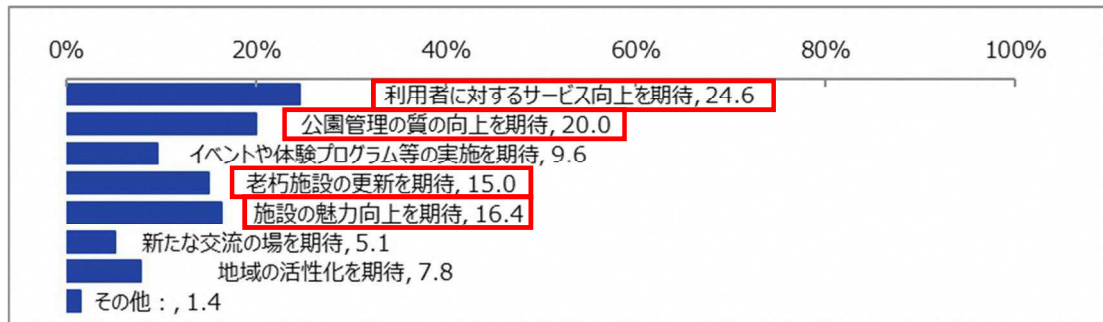 0% 20% 40% 60% 80% 100%
利用者に対するサービス向上を期待, 24.6
公園管理の質の向上を期待, 20.0
イベントや体験プログラム等の実施を期待, 9.6
老朽施設の更新を期待, 15.0
施設の魅力向上を期待, 16.4
新たな交流の場を期待, 5.1
地域の活性化を期待, 7.8
その他：, 1.4